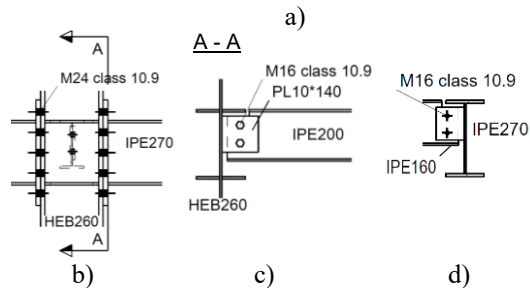 a)
A
A - A
M24 class 10.9
M16 class 10.9
PL10*140
M16 class 10.9
IPE270
IPE200
IPE270
IPE160
HEB260
HEB260
A
b)
c)
d)